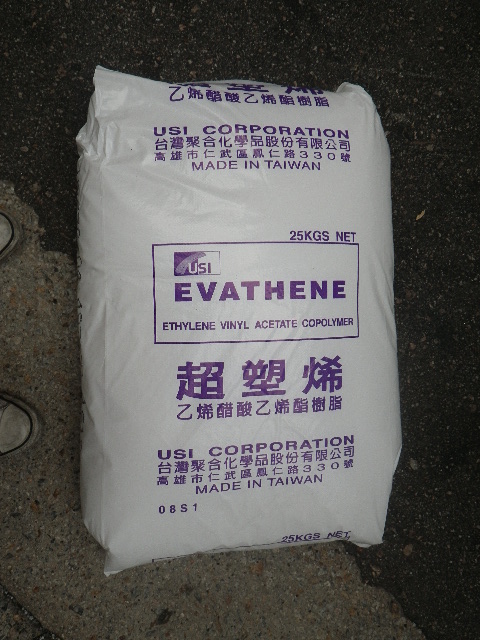 超塑烯
乙烯醋酸乙烯酯樹脂
USI CORPORATION
台灣聚合化學品股份有限公司
高雄市仁武區鳳仁路330號
MADE IN TAIWAN
25KGS NET
USI
EVATHENE
ETHYLENE VINYL ACETATE COPOLYMER
超塑烯
乙烯醋酸乙烯酯樹脂
USI CORPORATION
台灣聚合化學品股份有限公司
高雄市仁武區鳳仁路330號
MADE IN TAIWAN
08S1
25KGS NET